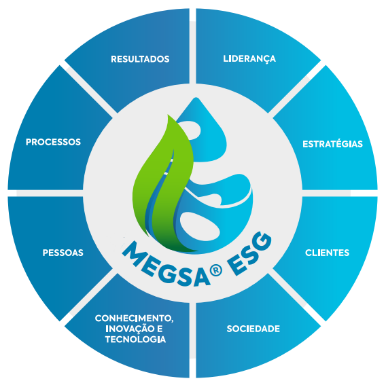 RESULTADOS
LIDERANÇA
ESTRATÉGIAS
CLIENTES
SOCIEDADE
CONHECIMENTO,
INOVAÇÃO E
TECNOLOGIA
PESSOAS
PROCESSOS
MEGSA® ESG